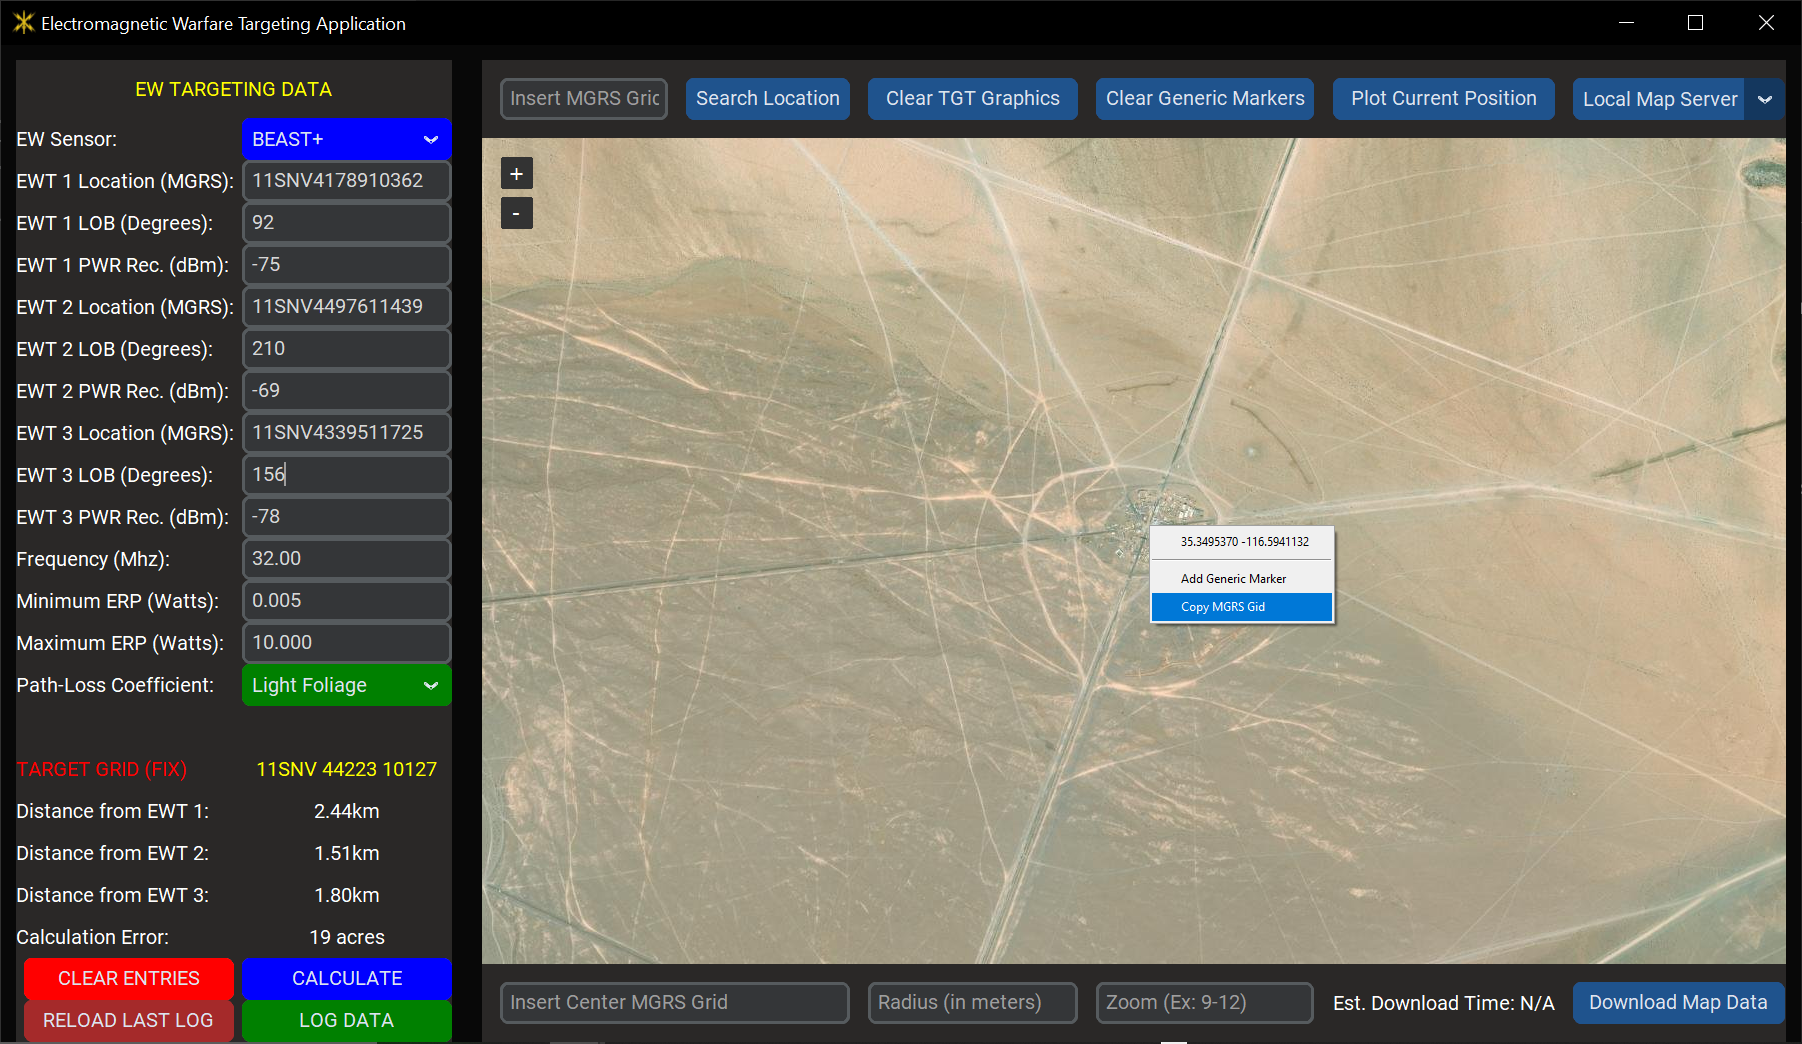 Electromagnetic Warfare Targeting Application
EW TARGETING DATA
EW Sensor: BEAST+
EWT 1 Location (MGRS): 11SNV4178910362
EWT 1 LOB (Degrees): 92
EWT 1 PWR Rec. (dBm): -75
EWT 2 Location (MGRS): 11SNV4497611439
EWT 2 LOB (Degrees): 210
EWT 2 PWR Rec. (dBm): -69
EWT 3 Location (MGRS): 11SNV4339511725
EWT 3 LOB (Degrees): 156
EWT 3 PWR Rec. (dBm): -78
Frequency (Mhz): 32.00
Minimum ERP (Watts): 0.005
Maximum ERP (Watts): 10.000
Path-Loss Coefficient: Light Foliage
TARGET GRID (FIX) 11SNV 44223 10127
Distance from EWT 1: 2.44km
Distance from EWT 2: 1.51km
Distance from EWT 3: 1.80km
Calculation Error: 19 acres
CLEAR ENTRIES CALCULATE
RELOAD LAST LOG LOG DATA
Insert MGRS Gric Search Location Clear TGT Graphics Clear Generic Markers Plot Current Position Local Map Server
+
-
35.3495370 -116.5941132
Add Generic Marker
Copy MGRS Gid
Insert Center MGRS Grid Radius (in meters) Zoom (Ex: 9-12) Est. Download Time: N/A Download Map Data